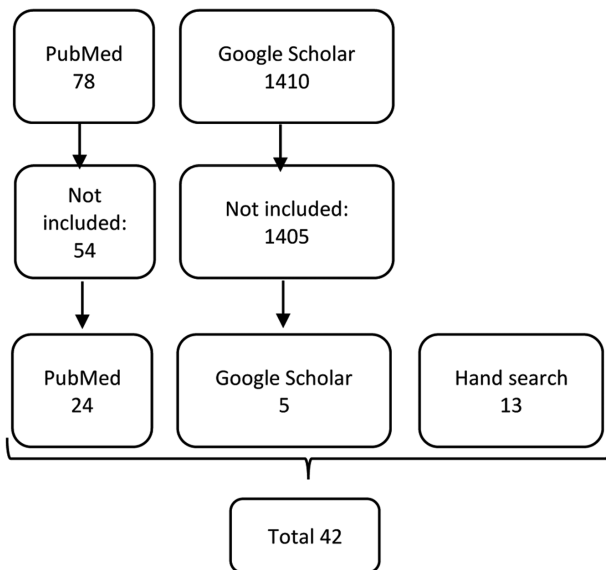 PubMed
78
Google Scholar
1410
Not
included:
54
Not included:
1405
PubMed
24
Google Scholar
5
Hand search
13
Total 42